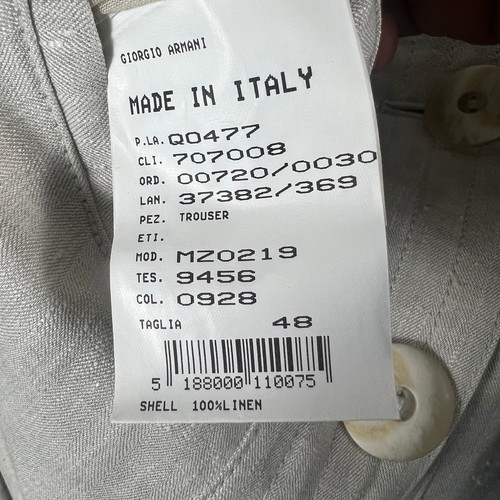 GIORGIO ARMANI
MADE IN ITALY
P.LA. Q0477
CLI. 707008
ORD. 00720/0030
LAN. 37382/369
PEZ. TROUSER
ETI.
MOD. MZ0219
TES. 9456
COL. 0928
TAGLIA 48
5 188000 110075
SHELL 100%LINEN